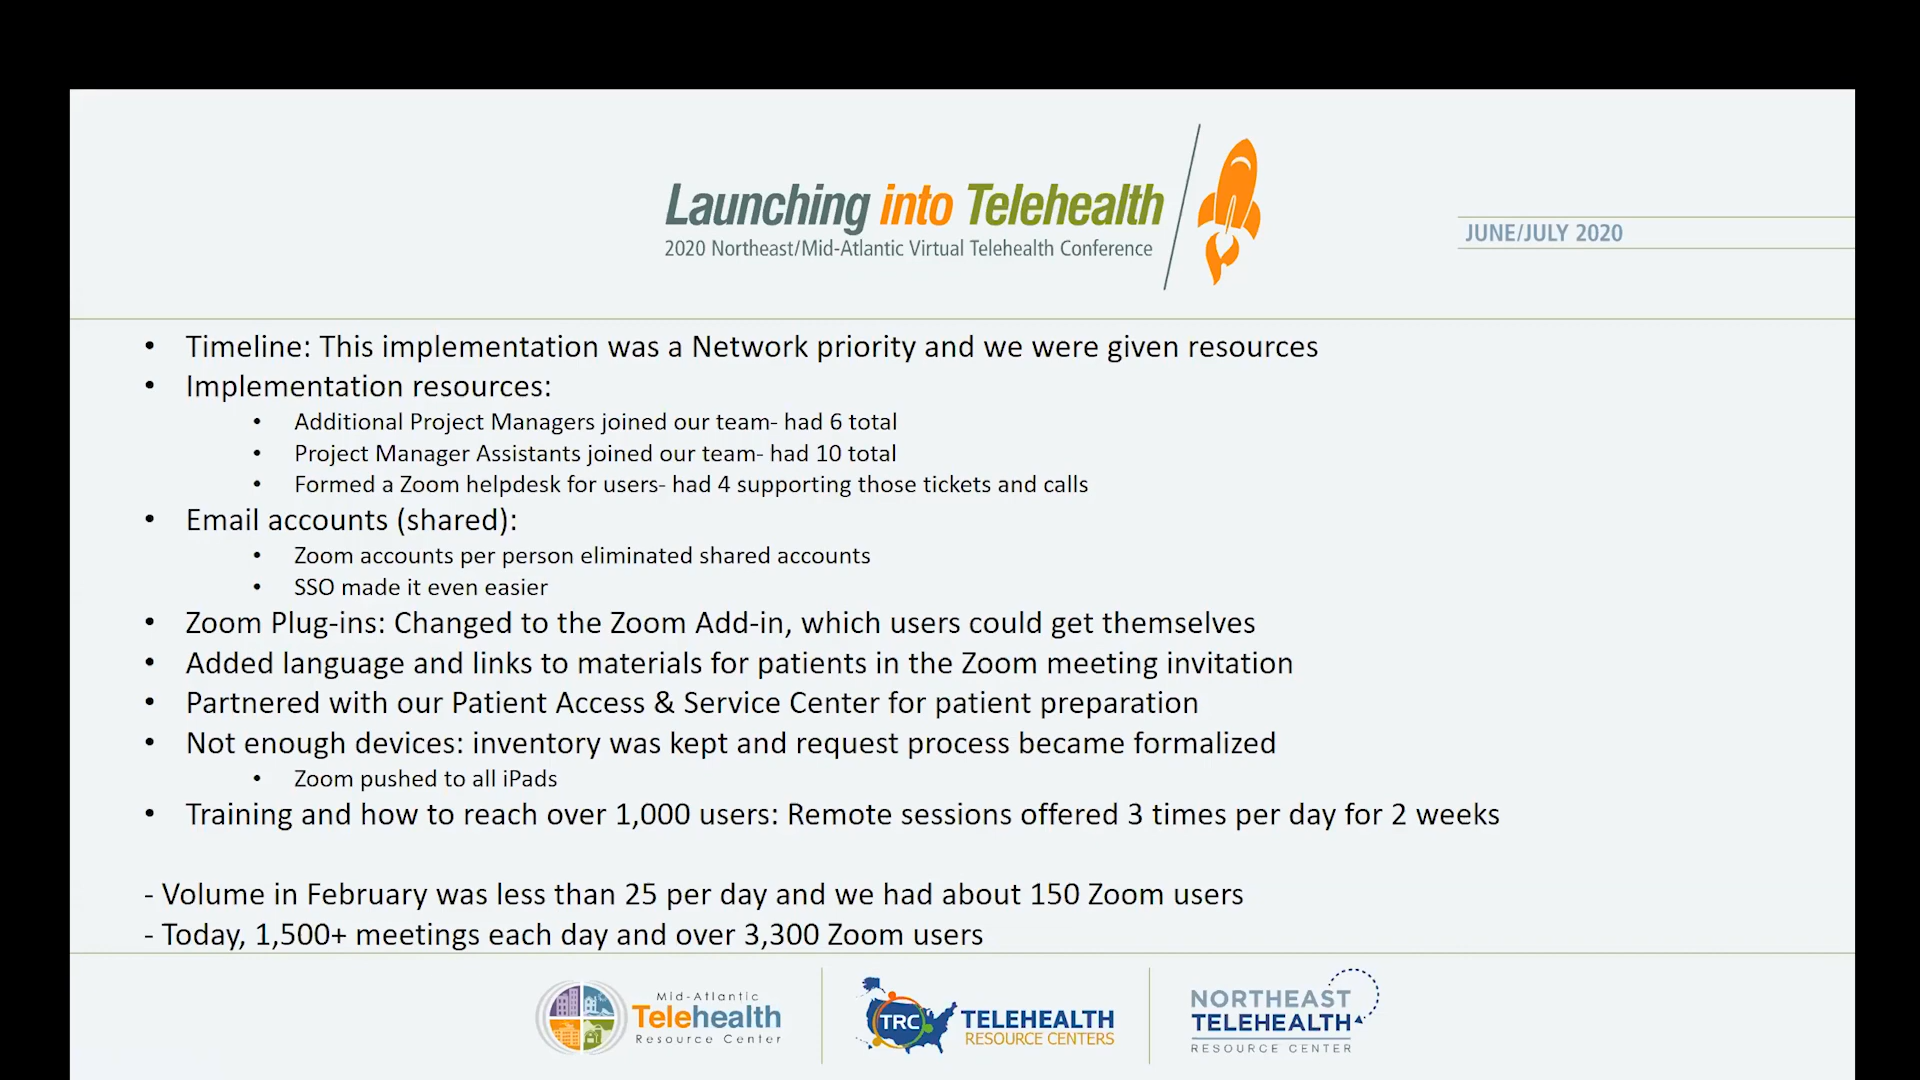 Launching into Telehealth
2020 Northeast/Mid-Atlantic Virtual Telehealth Conference
JUNE/JULY 2020
• Timeline: This implementation was a Network priority and we were given resources
• Implementation resources:
• Additional Project Managers joined our team- had 6 total
• Project Manager Assistants joined our team- had 10 total
• Formed a Zoom helpdesk for users- had 4 supporting those tickets and calls
• Email accounts (shared):
• Zoom accounts per person eliminated shared accounts
• SSO made it even easier
• Zoom Plug-ins: Changed to the Zoom Add-in, which users could get themselves
• Added language and links to materials for patients in the Zoom meeting invitation
• Partnered with our Patient Access & Service Center for patient preparation
• Not enough devices: inventory was kept and request process became formalized
• Zoom pushed to all iPads
• Training and how to reach over 1,000 users: Remote sessions offered 3 times per day for 2 weeks
- Volume in February was less than 25 per day and we had about 150 Zoom users
- Today, 1,500+ meetings each day and over 3,300 Zoom users
Mid-Atlantic
Telehealth
Resource Center
TRC
TELEHEALTH
RESOURCE CENTERS
NORTHEAST
TELEHEALTH
RESOURCE CENTER